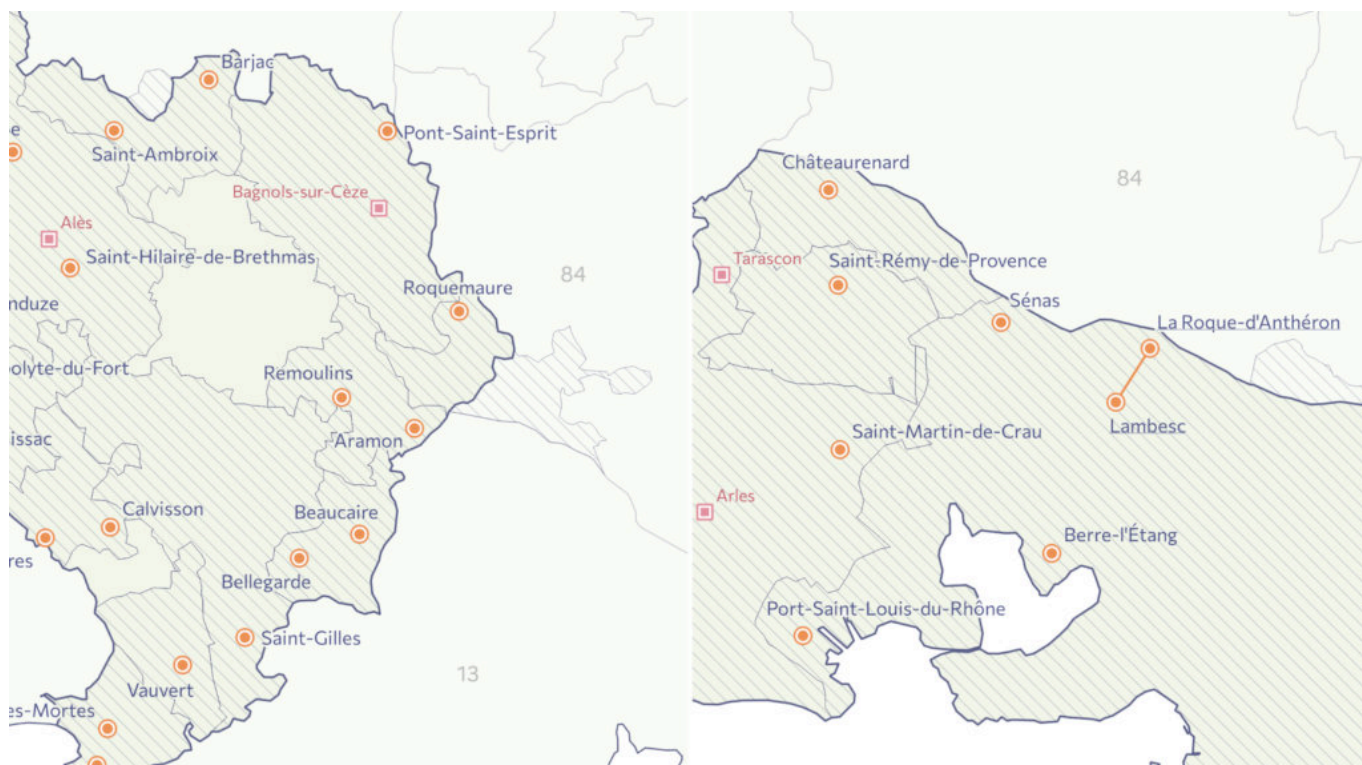 Barjac
Pont-Saint-Esprit
Saint-Ambroix
Bagnols-sur-Cèze
Alès
Saint-Hilaire-de-Brethmas
84
nduze
Roquemaure
olyte-du-Fort
Remoulins
issac
Aramon
Calvisson
Beaucaire
res
Bellegarde
Saint-Gilles
13
Vauvert
es-Mortes
Châteaurenard
84
Tarascon
Saint-Rémy-de-Provence
Sénas
La Roque-d'Anthéron
Saint-Martin-de-Crau
Lambesc
Arles
Berre-l'Étang
Port-Saint-Louis-du-Rhône